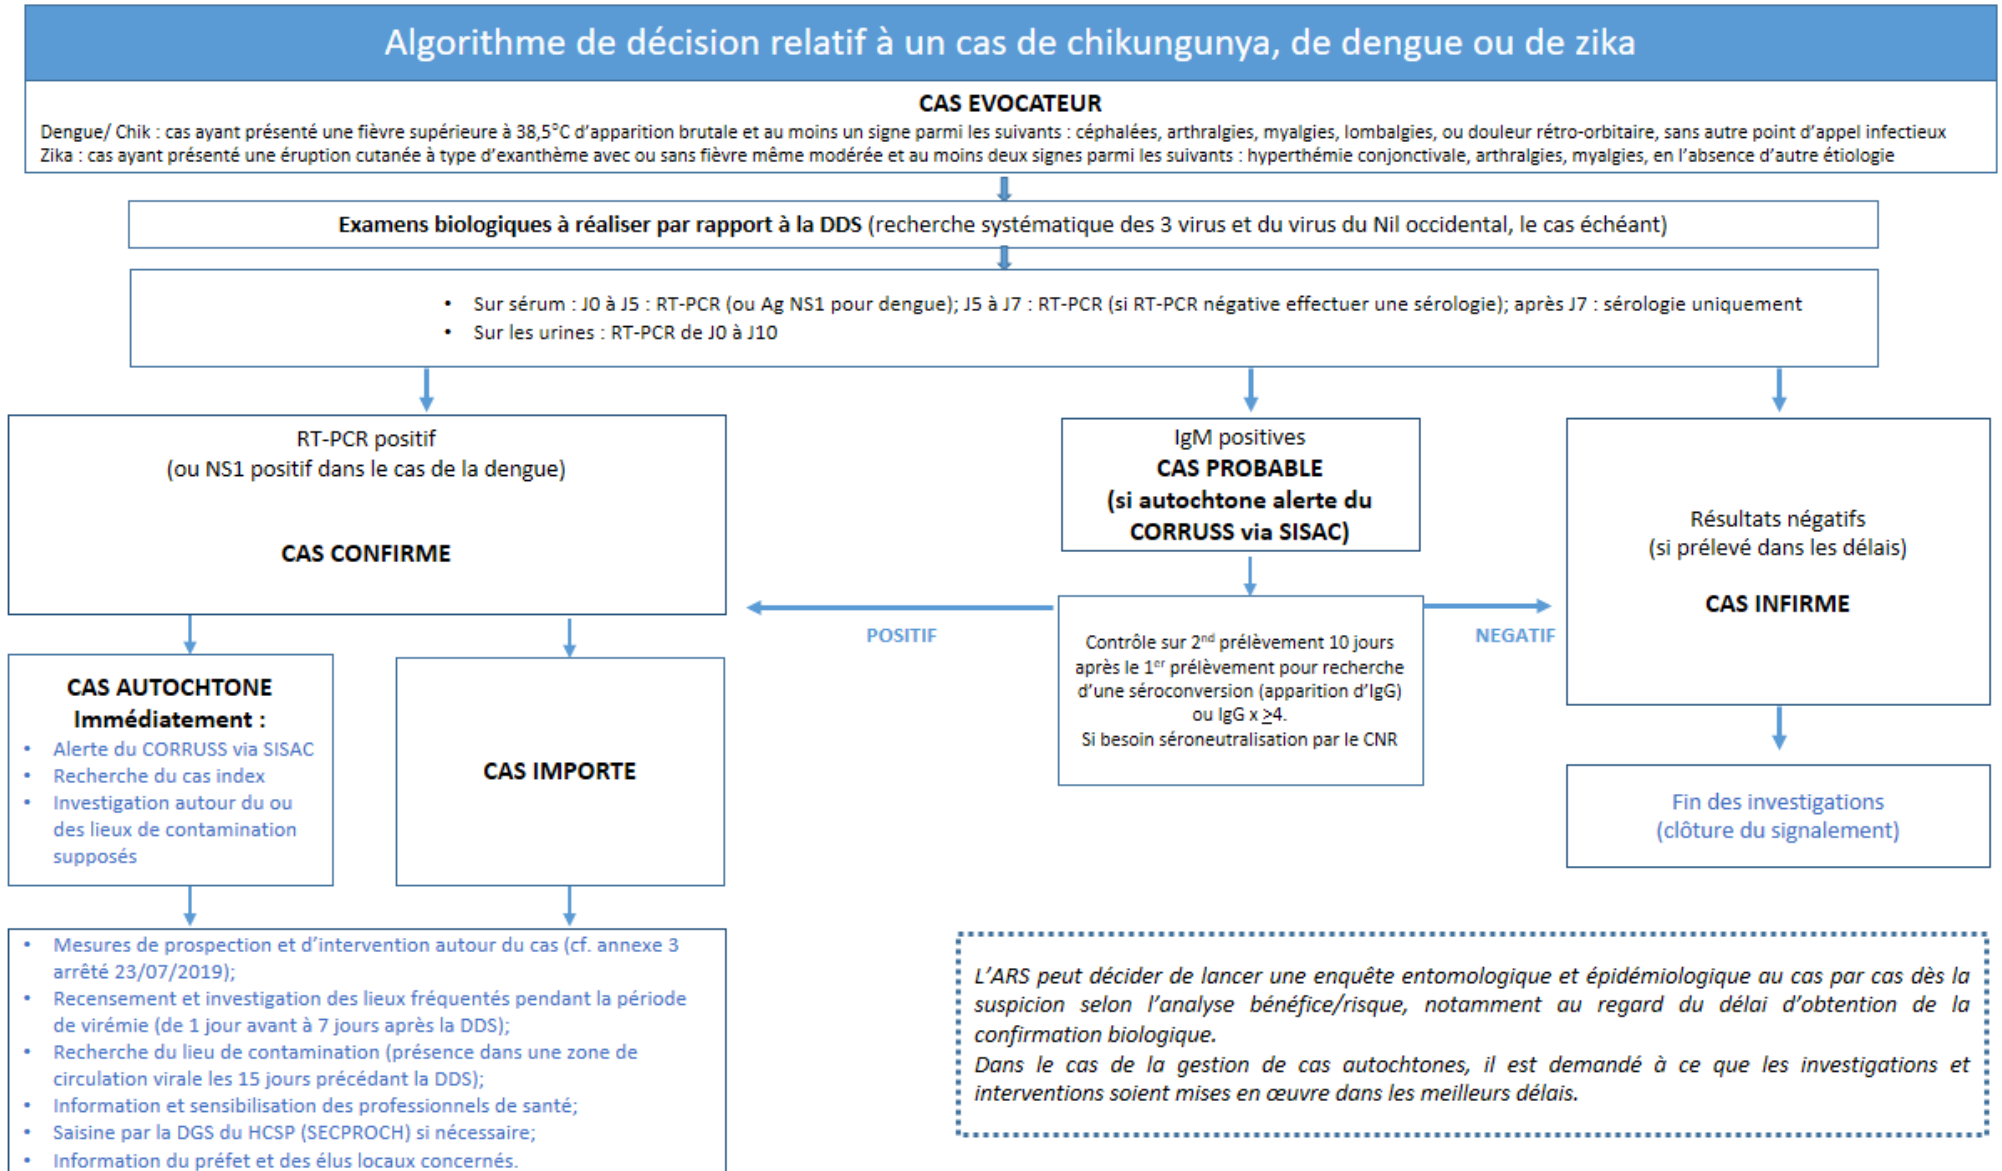 Algorithme de décision relatif à un cas de chikungunya, de dengue ou de zika
CAS EVOCATEUR
Dengue/ Chik : cas ayant présenté une fièvre supérieure à 38,5°C d’apparition brutale et au moins un signe parmi les suivants : céphalées, arthralgies, myalgies, lombalgies, ou douleur rétro-orbitaire, sans autre point d’appel infectieux
Zika : cas ayant présenté une éruption cutanée à type d’exanthème avec ou sans fièvre même modérée et au moins deux signes parmi les suivants : hyperthémie conjonctivale, arthralgies, myalgies, en l’absence d’autre étiologie
Examens biologiques à réaliser par rapport à la DDS (recherche systématique des 3 virus et du virus du Nil occidental, le cas échéant)
• Sur sérum : J0 à J5 : RT-PCR (ou Ag NS1 pour dengue); J5 à J7 : RT-PCR (si RT-PCR négative effectuer une sérologie); après J7 : sérologie uniquement
• Sur les urines : RT-PCR de J0 à J10
RT-PCR positif
(ou NS1 positif dans le cas de la dengue)
CAS CONFIRME
IgM positives
CAS PROBABLE
(si autochtone alerte du
CORRUSS via SISAC)
Résultats négatifs
(si prélevé dans les délais)
CAS INFIRME
POSITIF
NEGATIF
Contrôle sur 2nd prélèvement 10 jours
après le 1er prélèvement pour recherche
d’une séroconversion (apparition d’IgG)
ou IgG x ≥4.
Si besoin séroneutralisation par le CNR
CAS AUTOCHTONE
Immédiatement :
• Alerte du CORRUSS via SISAC
• Recherche du cas index
• Investigation autour du ou
des lieux de contamination
supposés
CAS IMPORTE
Fin des investigations
(clôture du signalement)
• Mesures de prospection et d’intervention autour du cas (cf. annexe 3
arrêté 23/07/2019);
• Recensement et investigation des lieux fréquentés pendant la période
de virémie (de 1 jour avant à 7 jours après la DDS);
• Recherche du lieu de contamination (présence dans une zone de
circulation virale les 15 jours précédant la DDS);
• Information et sensibilisation des professionnels de santé;
• Saisine par la DGS du HCSP (SECPROCH) si nécessaire;
• Information du préfet et des élus locaux concernés.
L’ARS peut décider de lancer une enquête entomologique et épidémiologique au cas par cas dès la
suspicion selon l’analyse bénéfice/risque, notamment au regard du délai d’obtention de la
confirmation biologique.
Dans le cas de la gestion de cas autochtones, il est demandé à ce que les investigations et
interventions soient mises en œuvre dans les meilleurs délais.